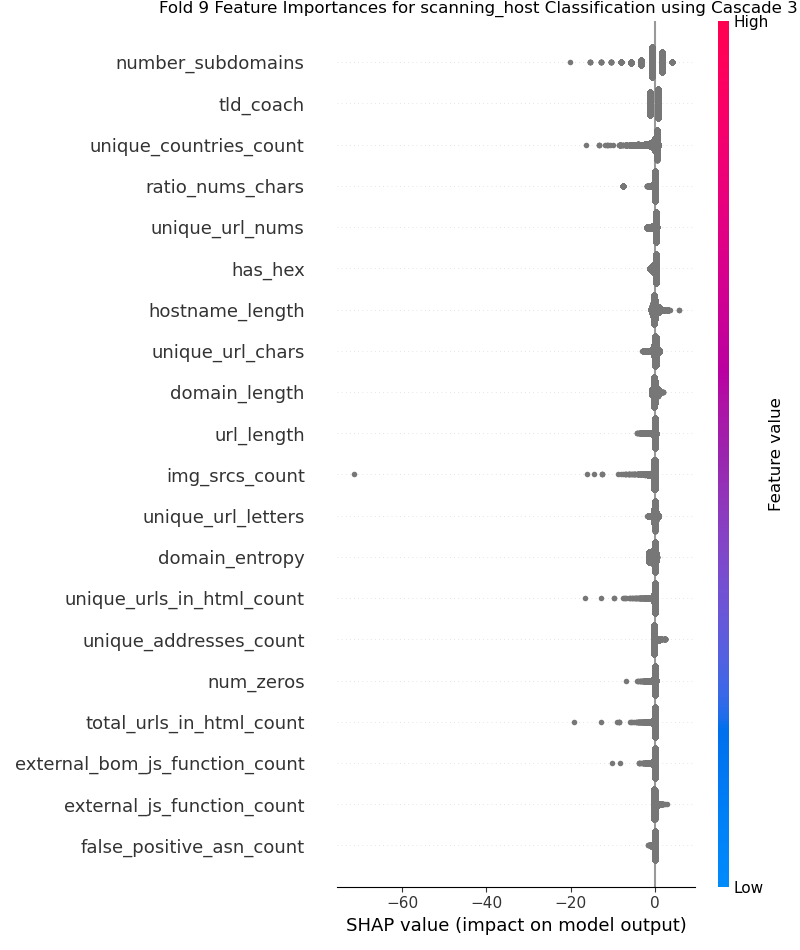 Fold 9 Feature Importances for scanning_host Classification using Cascade 3
High
number_subdomains
tld_coach
unique_countries_count
ratio_nums_chars
unique_url_nums
has_hex
hostname_length
unique_url_chars
domain_length
url_length
img_srcs_count
unique_url_letters
domain_entropy
unique_urls_in_html_count
unique_addresses_count
num_zeros
total_urls_in_html_count
external_bom_js_function_count
external_js_function_count
false_positive_asn_count
Feature value
Low
−60 −40 −20 0
SHAP value (impact on model output)